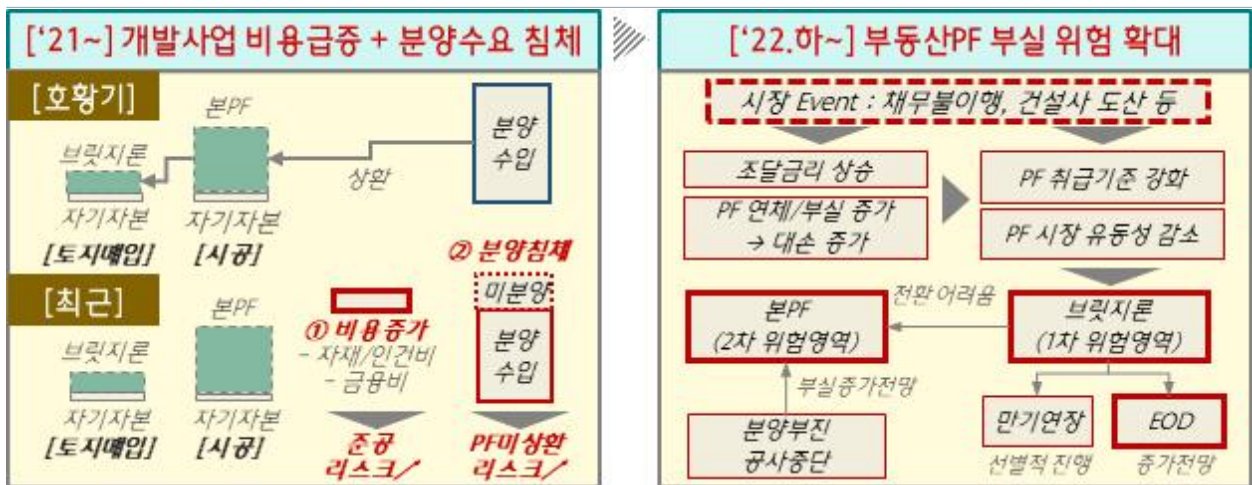 ['21~] 개발사업 비용급증 + 분양수요 침체
[호황기]
본PF
브릿지론
분양
수입
상환
자기자본
자기자본
[토지매입]
[시공]
② 분양침체
[최근]
본PF
미분양
브릿지론
① 비용증가
- 자재/인건비
- 금융비
분양
수입
자기자본
자기자본
[토지매입]
[시공]
준공
리스크↗
PF미상환
리스크↗
['22.하~] 부동산PF 부실 위험 확대
시장 Event : 채무불이행, 건설사 도산 등
조달금리 상승
PF 연체/부실 증가
→ 대손 증가
PF 취급기준 강화
PF 시장 유동성 감소
본PF
(2차 위험영역)
전환 어려움
브릿지론
(1차 위험영역)
부실증가전망
분양부진
공사중단
만기연장
EOD
선별적 진행
증가전망